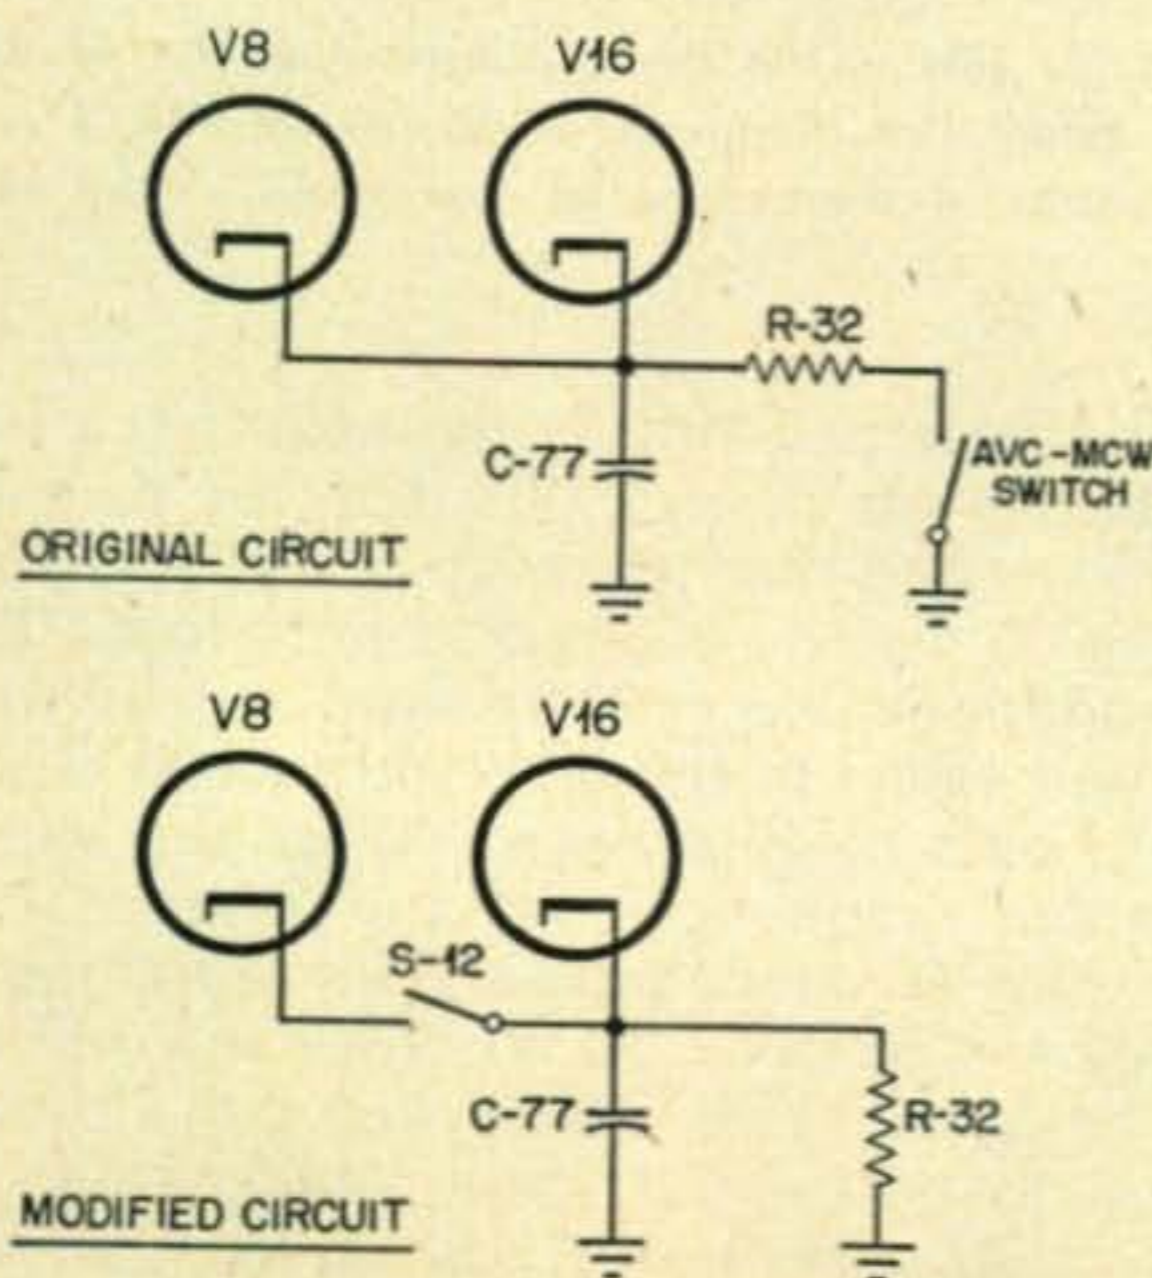 V8
V16
R-32
C-77
AVC-MCW
SWITCH
ORIGINAL CIRCUIT
V8
V16
S-12
C-77
R-32
MODIFIED CIRCUIT